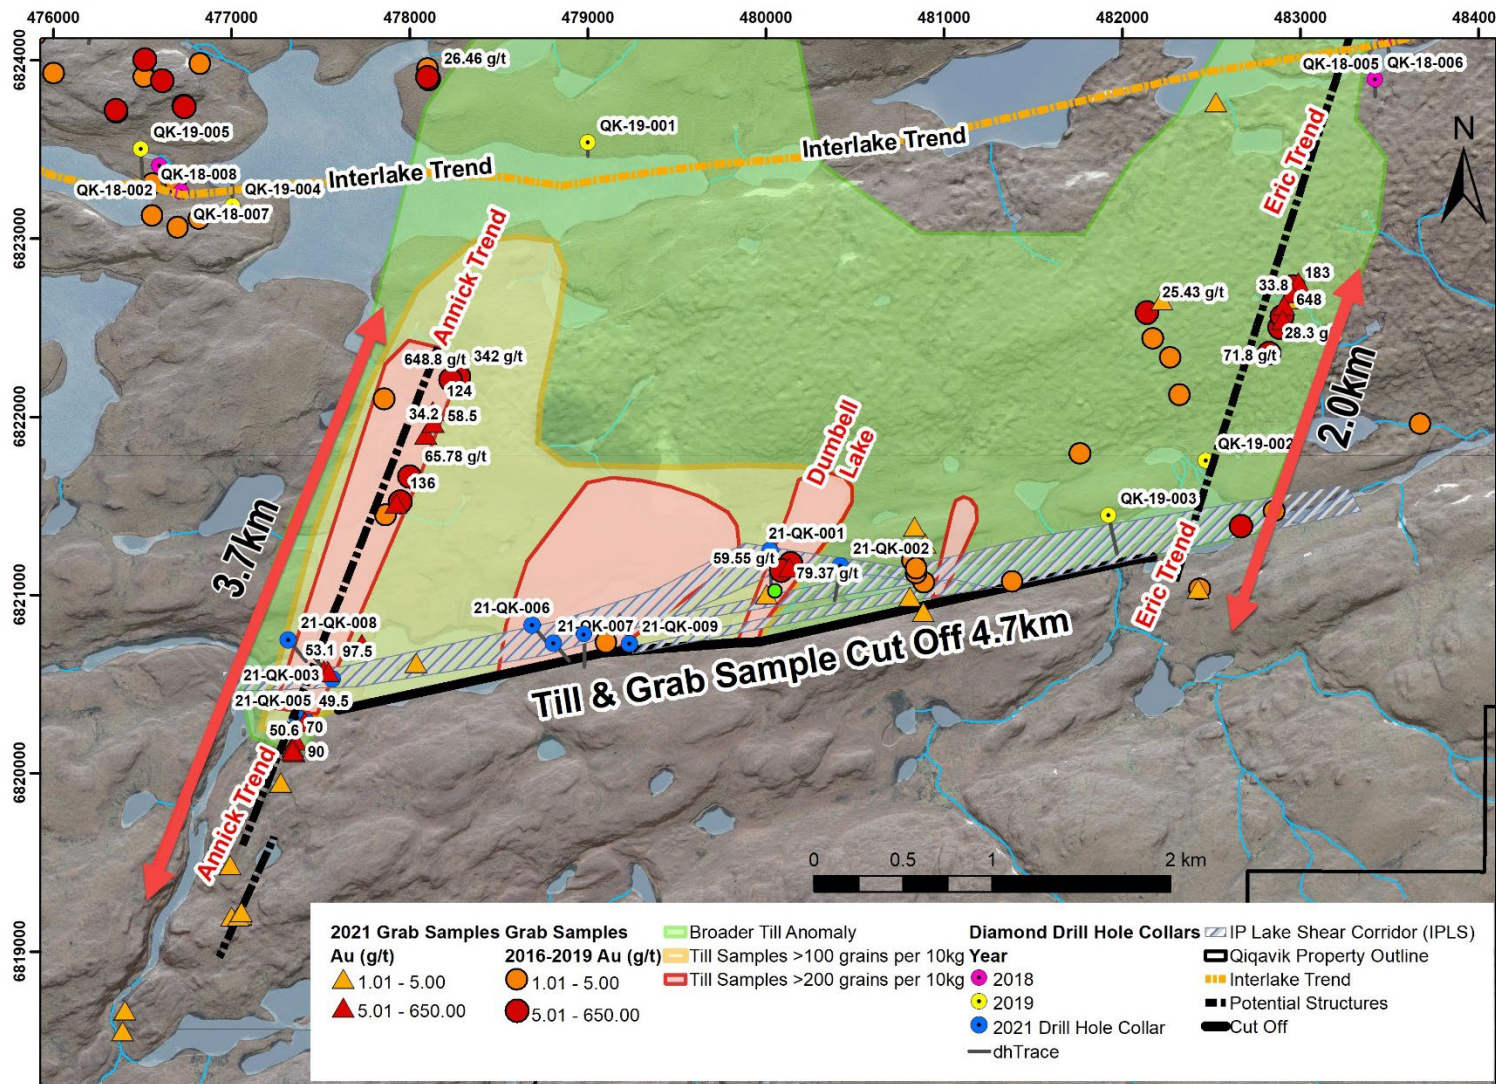 476000
477000
478000
479000
480000
481000
482000
483000
484000
6824000
6823000
6822000
6821000
6820000
6819000
26.46 g/t
QK-18-005
QK-18-006
QK-19-005
QK-19-001
N
QK-18-008
QK-18-002
QK-19-004
QK-18-007
Interlake Trend
Interlake Trend
Eric Trend
Annick Trend
183
33.8
25.43 g/t
648
28.3 g
71.8 g/t
648.8 g/t
342 g/t
124
34.2
58.5
65.78 g/t
136
3.7km
2.0km
Dumbell
Lake
QK-19-002
QK-19-003
21-QK-001
21-QK-002
59.55 g/t
79.37 g/t
Eric Trend
21-QK-006
21-QK-007
21-QK-009
21-QK-008
53.1
97.5
21-QK-003
21-QK-005
49.5
50.6
70
90
Till & Grab Sample Cut Off 4.7km
Annick Trend
0
0.5
1
2 km
2021 Grab Samples
Au (g/t)
1.01 - 5.00
5.01 - 650.00
Grab Samples
2016-2019 Au (g/t)
1.01 - 5.00
5.01 - 650.00
Broader Till Anomaly
Till Samples >100 grains per 10kg
Till Samples >200 grains per 10kg
Diamond Drill Hole Collars
Year
2018
2019
2021 Drill Hole Collar
dhTrace
IP Lake Shear Corridor (IPLS)
Qiqavik Property Outline
Interlake Trend
Potential Structures
Cut Off